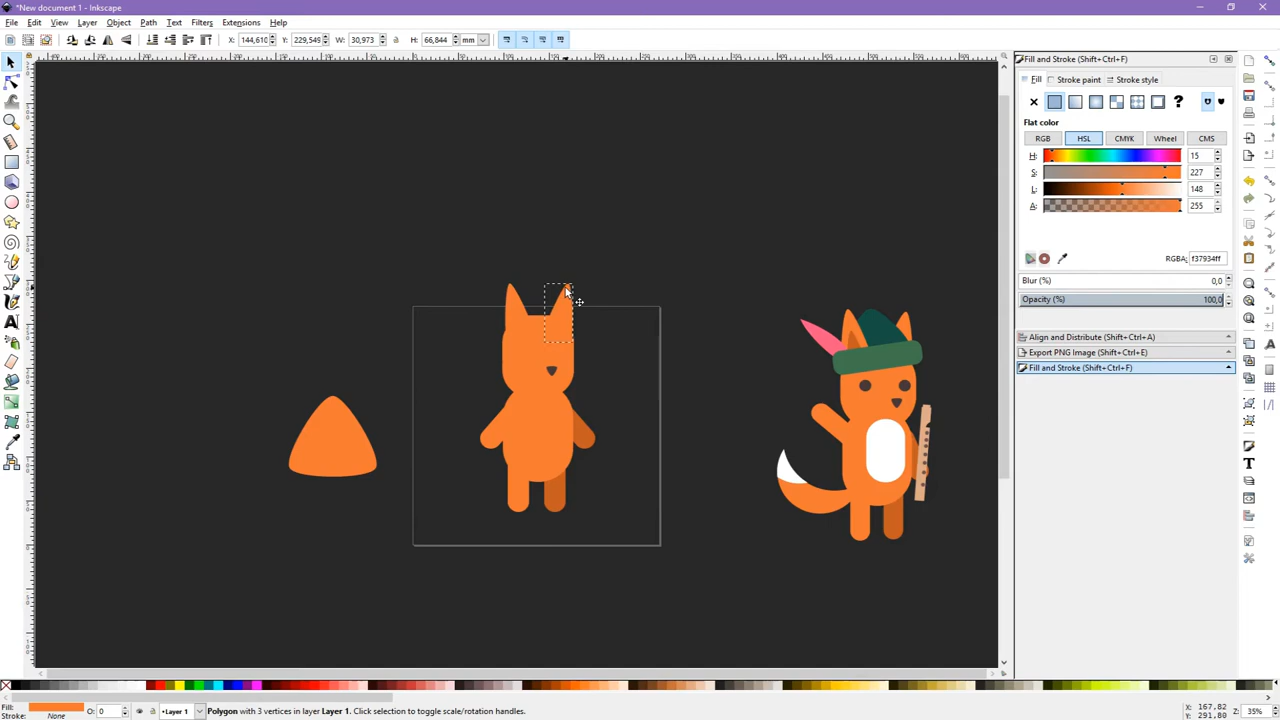 *New document 1 - Inkscape
File Edit View Layer Object Path Text Filters Extensions Help
X: 144,610 Y: 229,549 W: 30,973 H: 66,844 mm
Fill and Stroke (Shift+Ctrl+F)
Fill Stroke paint Stroke style
?
Flat color
RGB HSL CMYK Wheel CMS
H: 15
S: 227
L: 148
A: 255
RGBA: f37934ff
Blur (%) 0,0
Opacity (%) 100,0
Align and Distribute (Shift+Ctrl+A)
Export PNG Image (Shift+Ctrl+E)
Fill and Stroke (Shift+Ctrl+F)
Fill: O: 0 •Layer 1 Polygon with 3 vertices in layer Layer 1. Click selection to toggle scale/rotation handles. X: 167,82 Z: 35%
Stroke: None Y: 291,80